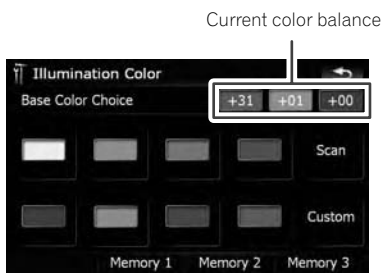 Current color balance
Illumination Color
Base Color Choice +31 +01 +00
Scan
Custom
Memory 1 Memory 2 Memory 3